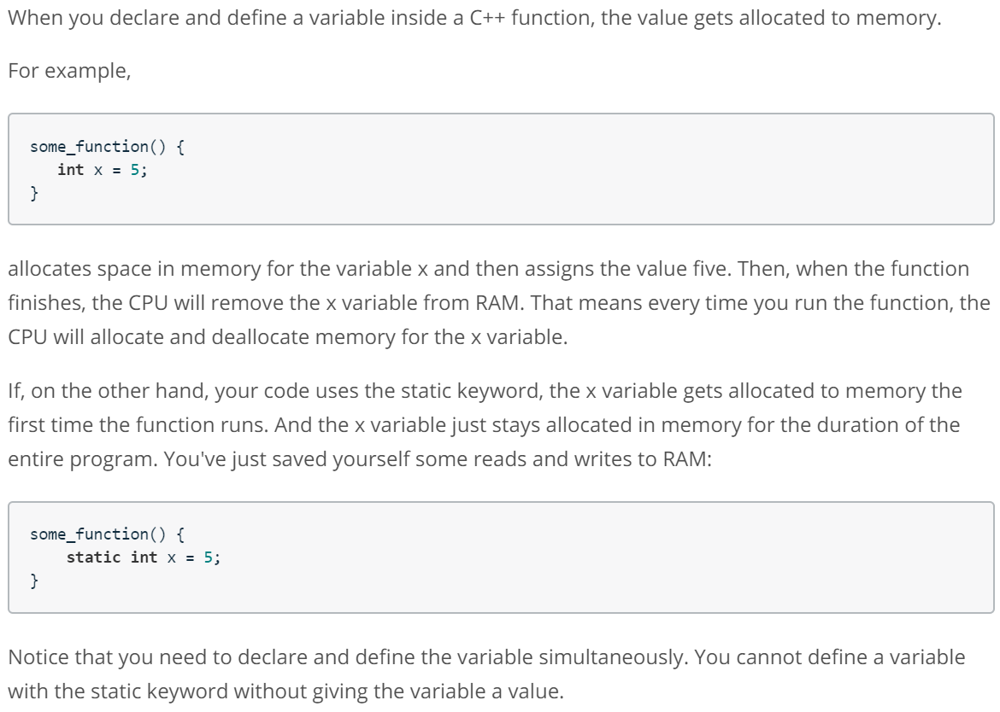 When you declare and define a variable inside a C++ function, the value gets allocated to memory.
For example,
some_function() {
   int x = 5;
}
allocates space in memory for the variable x and then assigns the value five. Then, when the function
finishes, the CPU will remove the x variable from RAM. That means every time you run the function, the
CPU will allocate and deallocate memory for the x variable.
If, on the other hand, your code uses the static keyword, the x variable gets allocated to memory the
first time the function runs. And the x variable just stays allocated in memory for the duration of the
entire program. You've just saved yourself some reads and writes to RAM:
some_function() {
    static int x = 5;
}
Notice that you need to declare and define the variable simultaneously. You cannot define a variable
with the static keyword without giving the variable a value.